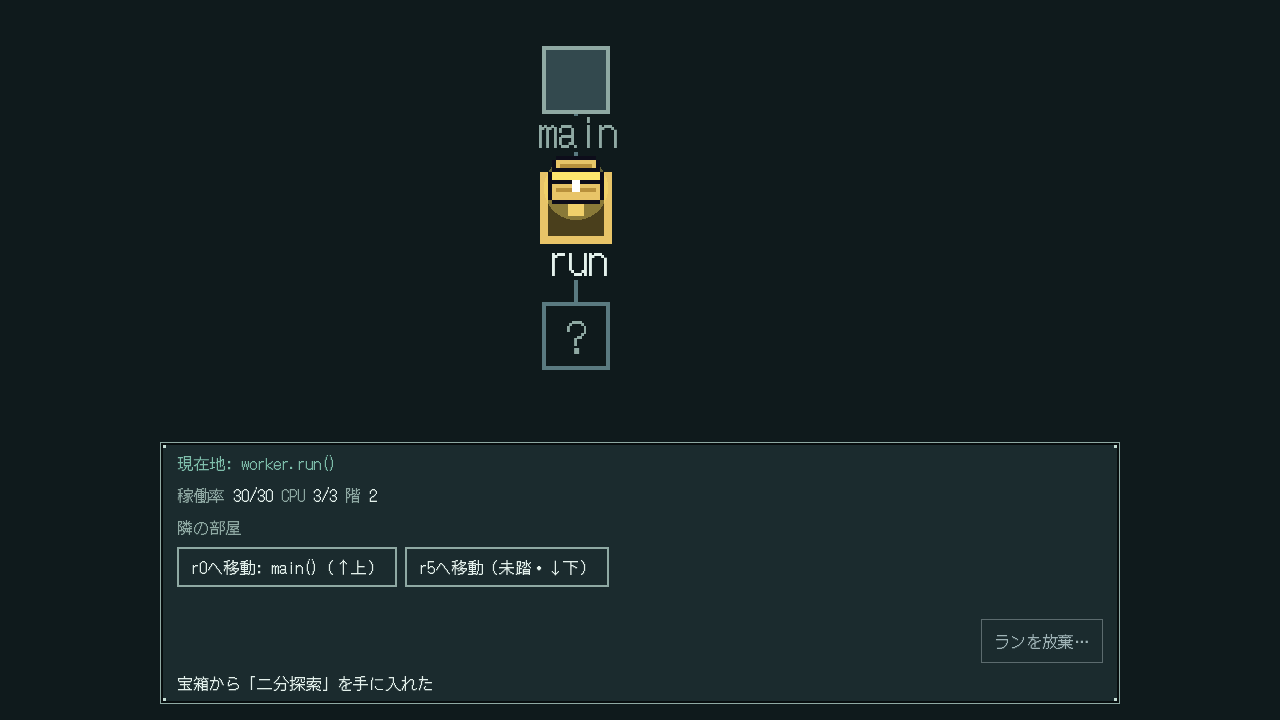 main
run
?
現在地: worker.run()
稼働率 30/30 CPU 3/3 階 2
隣の部屋
r0へ移動: main() (↑上)
r5へ移動 (未踏・↓下)
ランを放棄…
宝箱から「二分探索」を手に入れた